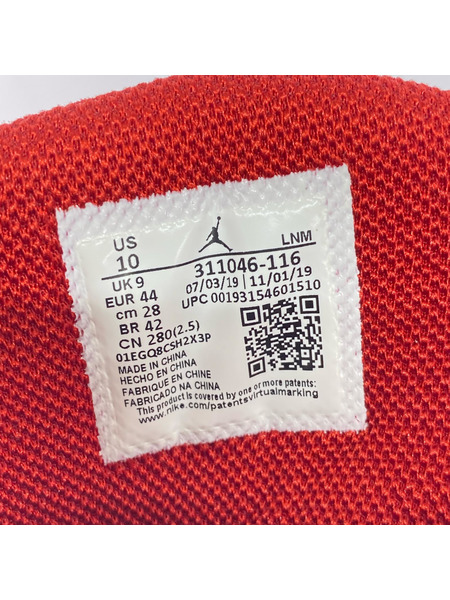 US
10
LNM
311046-116
UK 9
07/03/19 | 11/01/19
EUR 44
UPC 00193154601510
cm 28
BR 42
CN 280(2.5)
01EGQ8CSH2X3P
MADE IN CHINA
HECHO EN CHINA
FABRIQUE EN CHINE
FABRICADO NA CHINA
This product is covered by one or more patents:
www.nike.com/patentsvirtualmarking